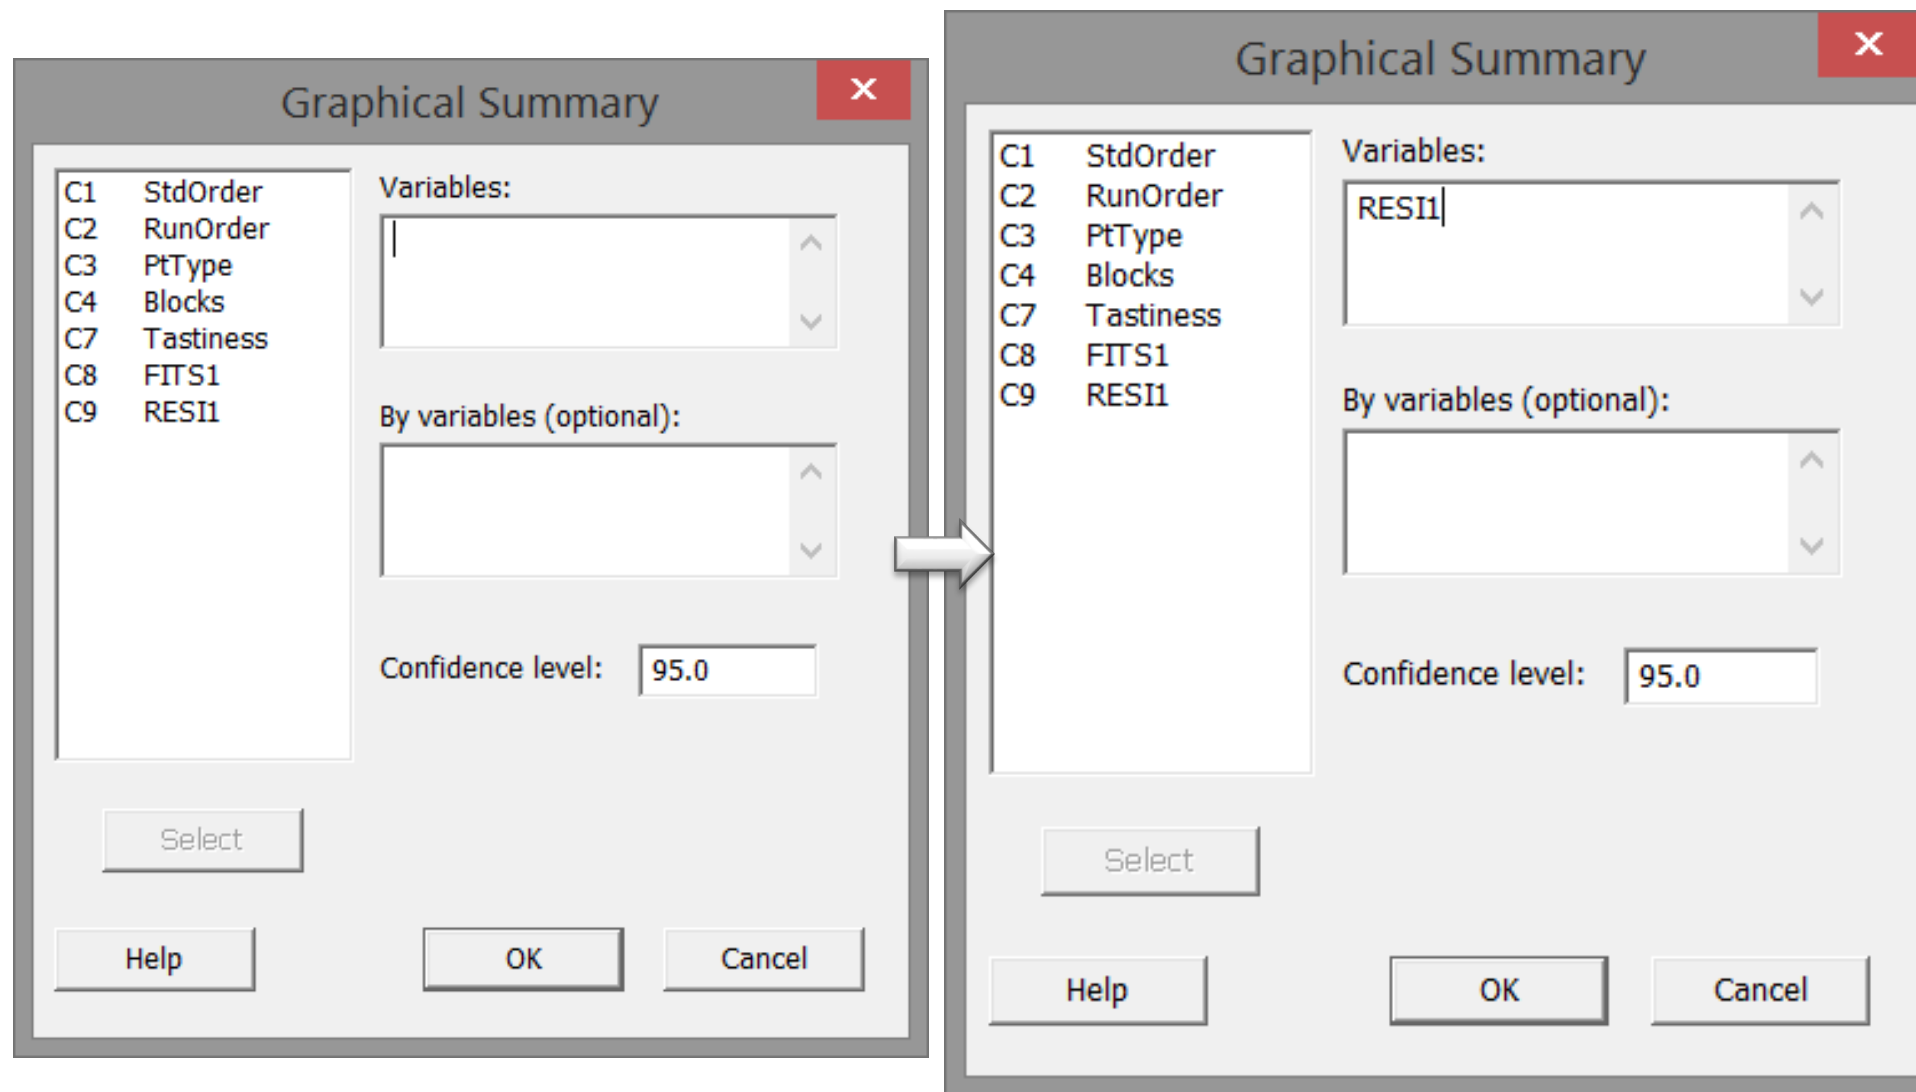 Graphical Summary
C1 StdOrder
C2 RunOrder
C3 PtType
C4 Blocks
C7 Tastiness
C8 FITS1
C9 RESI1
Variables:
By variables (optional):
Confidence level: 95.0
Select
Help OK Cancel
Graphical Summary
C1 StdOrder
C2 RunOrder
C3 PtType
C4 Blocks
C7 Tastiness
C8 FITS1
C9 RESI1
Variables:
RESI1
By variables (optional):
Confidence level: 95.0
Select
Help OK Cancel